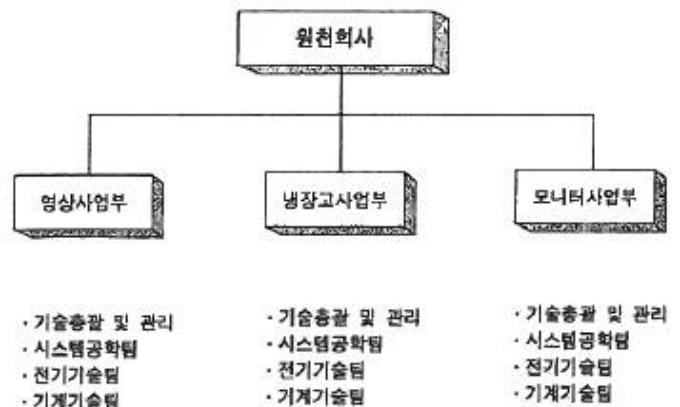 원천회사
영상사업부
냉장고사업부
모니터사업부
· 기술총괄 및 관리
· 시스템공학팀
· 전기기술팀
· 기계기술팀
· 기술총괄 및 관리
· 시스템공학팀
· 전기기술팀
· 기계기술팀
· 기술총괄 및 관리
· 시스템공학팀
· 전기기술팀
· 기계기술팀